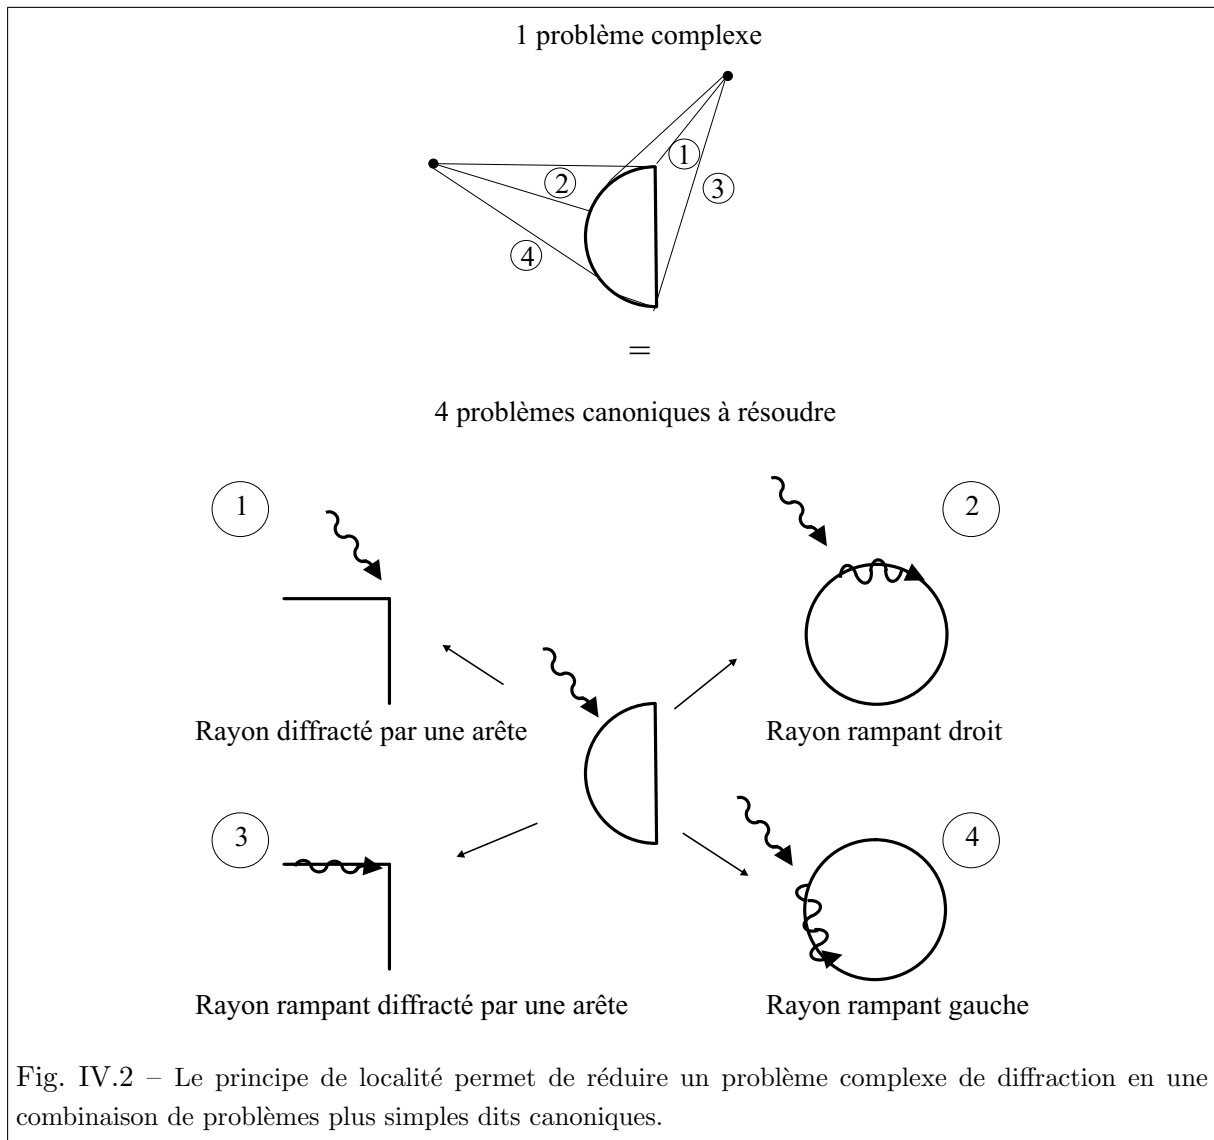 1 problème complexe
1
2
3
4
=
4 problèmes canoniques à résoudre
1
2
Rayon diffracté par une arête
Rayon rampant droit
3
4
Rayon rampant diffracté par une arête
Rayon rampant gauche
Fig. IV.2 – Le principe de localité permet de réduire un problème complexe de diffraction en une
combinaison de problèmes plus simples dits canoniques.